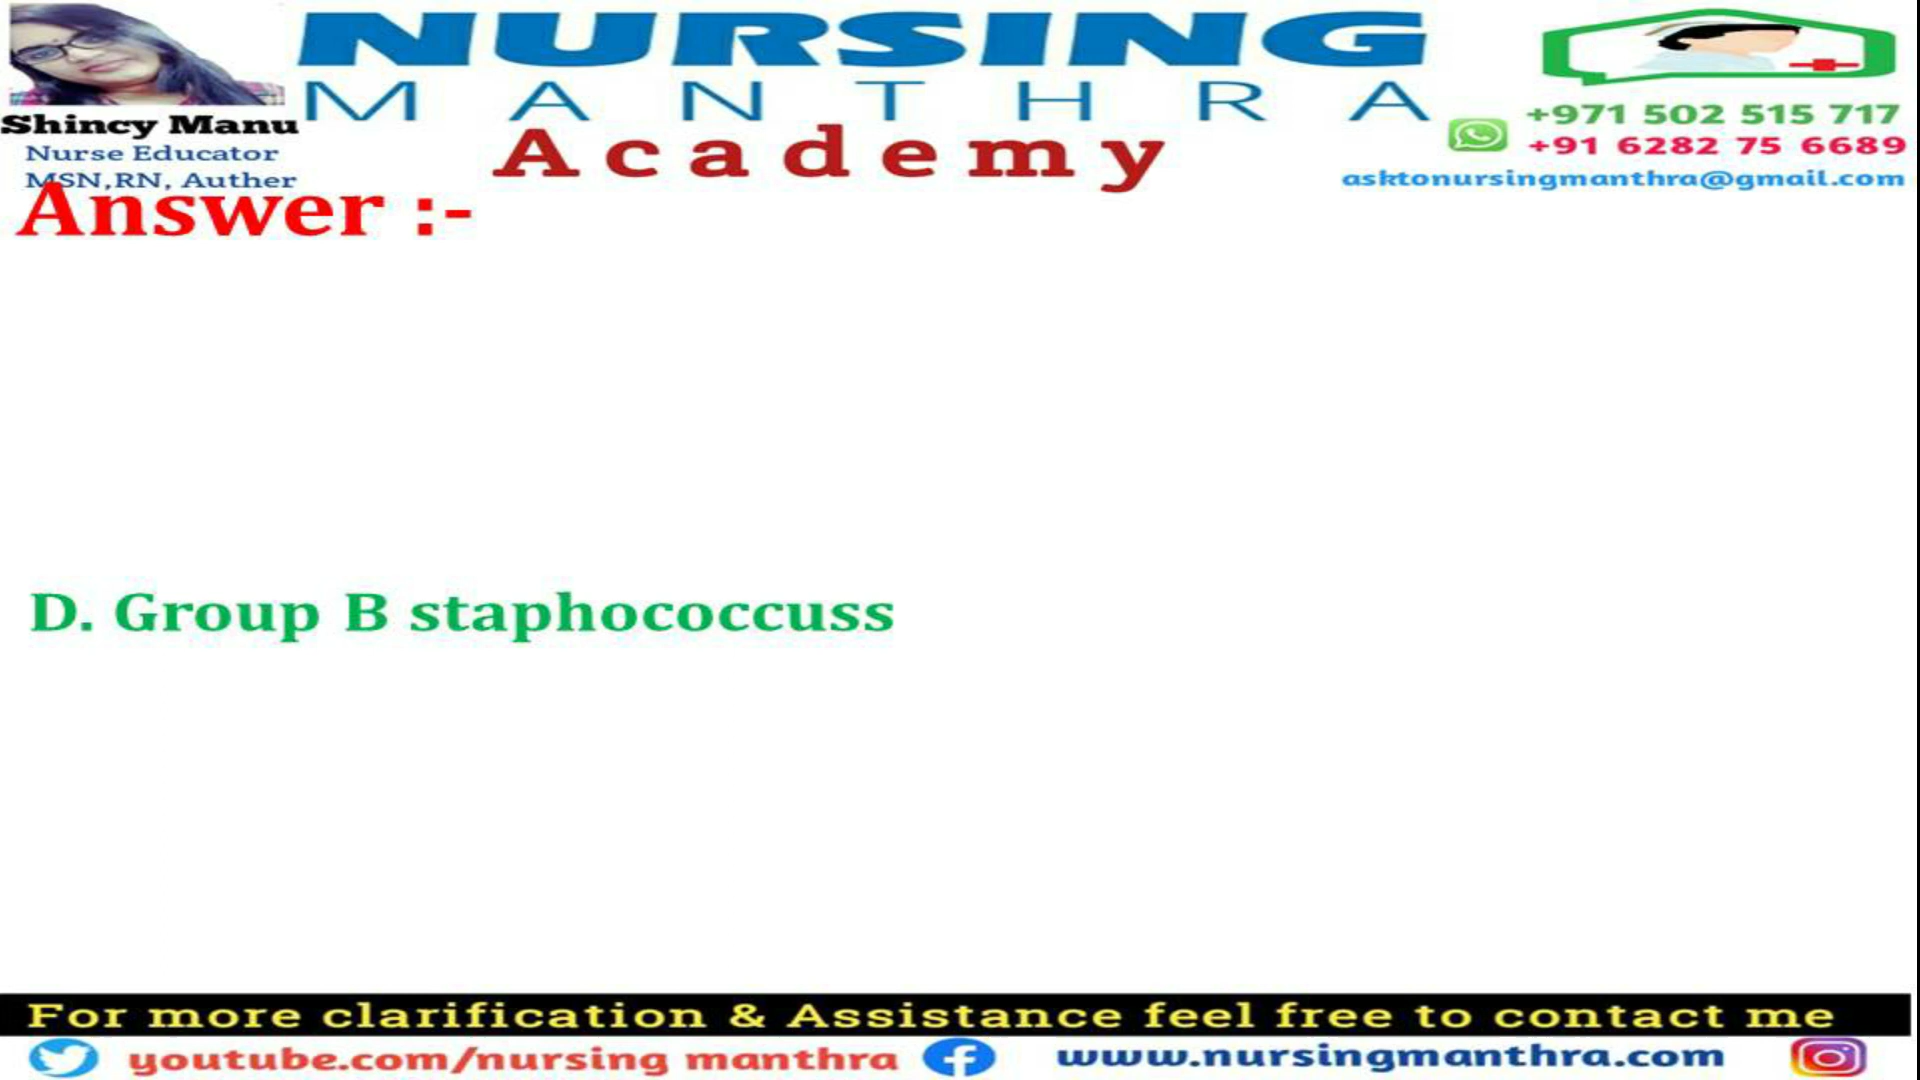 NURSING
MANTHRA
Academy
Shincy Manu
Nurse Educator
MSN,RN, Auther
+971 502 515 717
+91 6282 75 6689
asktonursingmanthra@gmail.com
Answer :-
D. Group B staphococcuss
For more clarification & Assistance feel free to contact me
youtube.com/nursing manthra
www.nursingmanthra.com